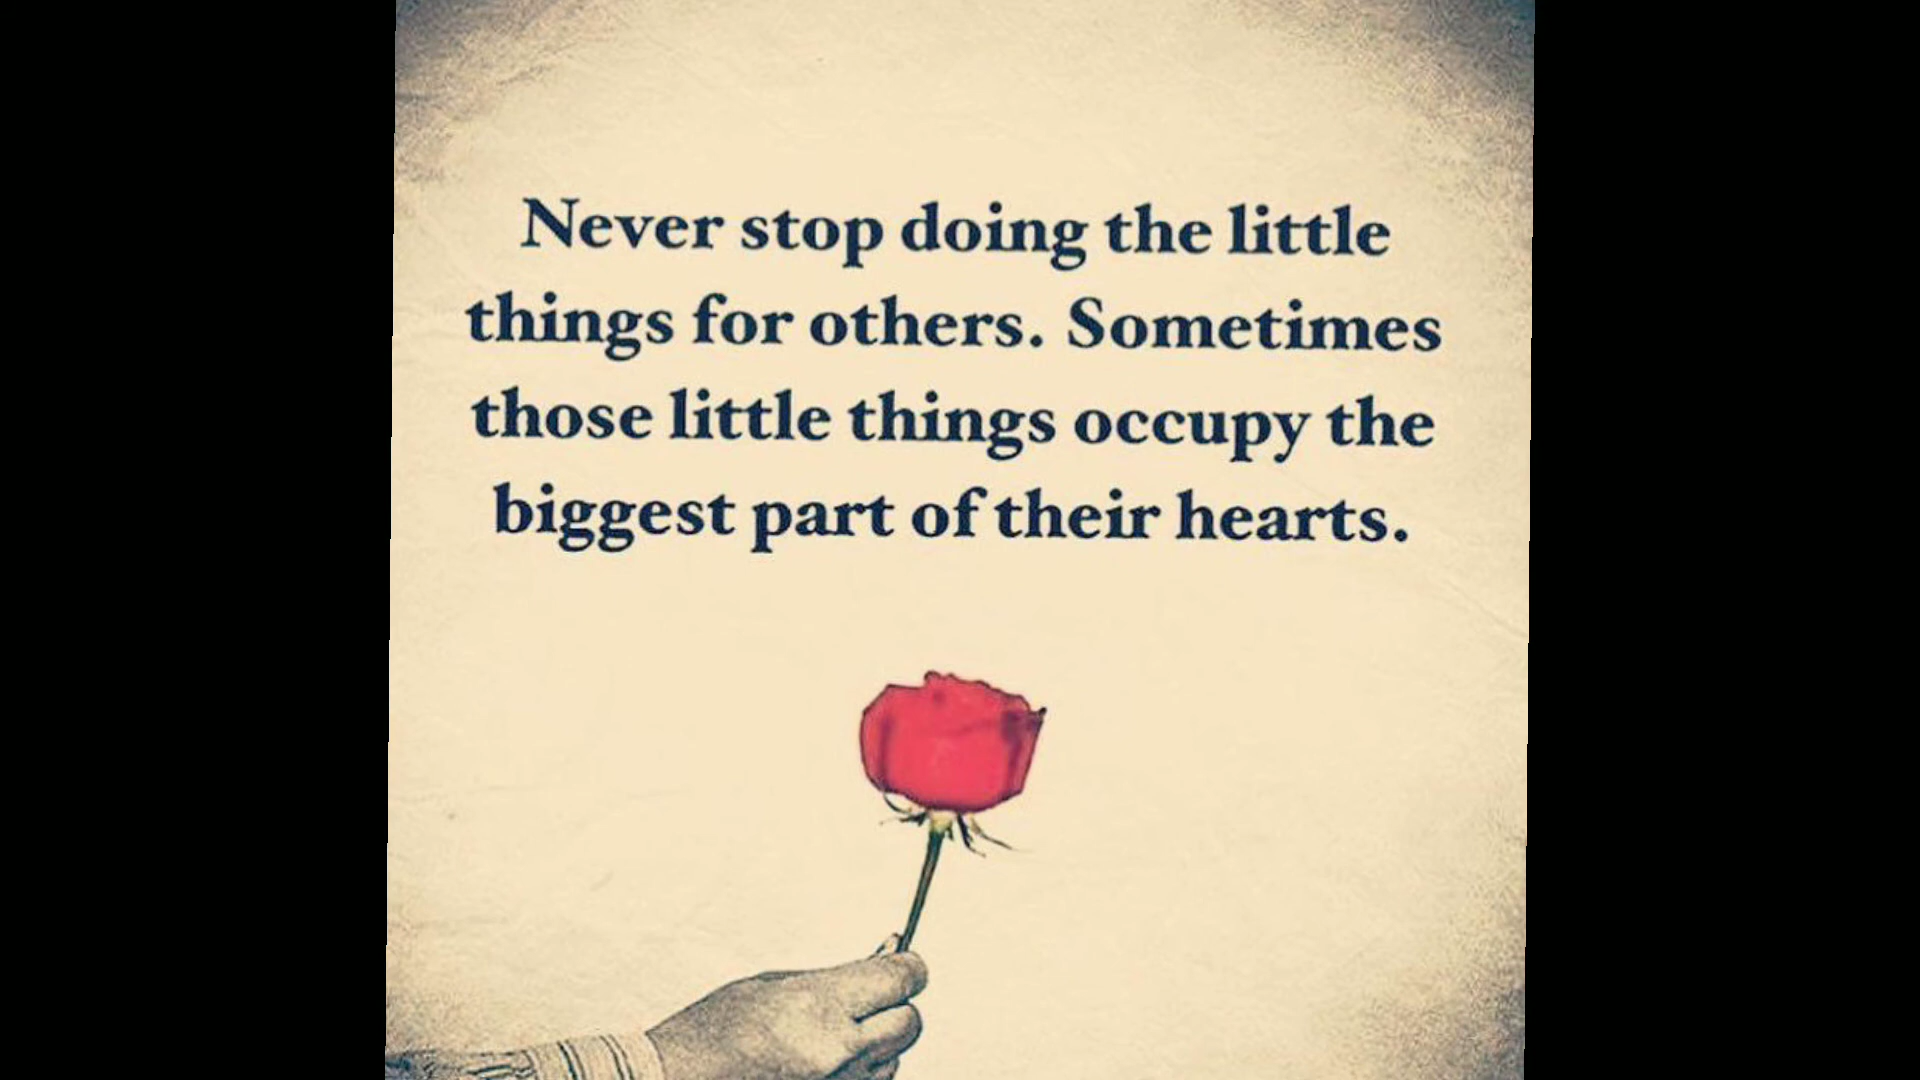 Never stop doing the little
things for others. Sometimes
those little things occupy the
biggest part of their hearts.